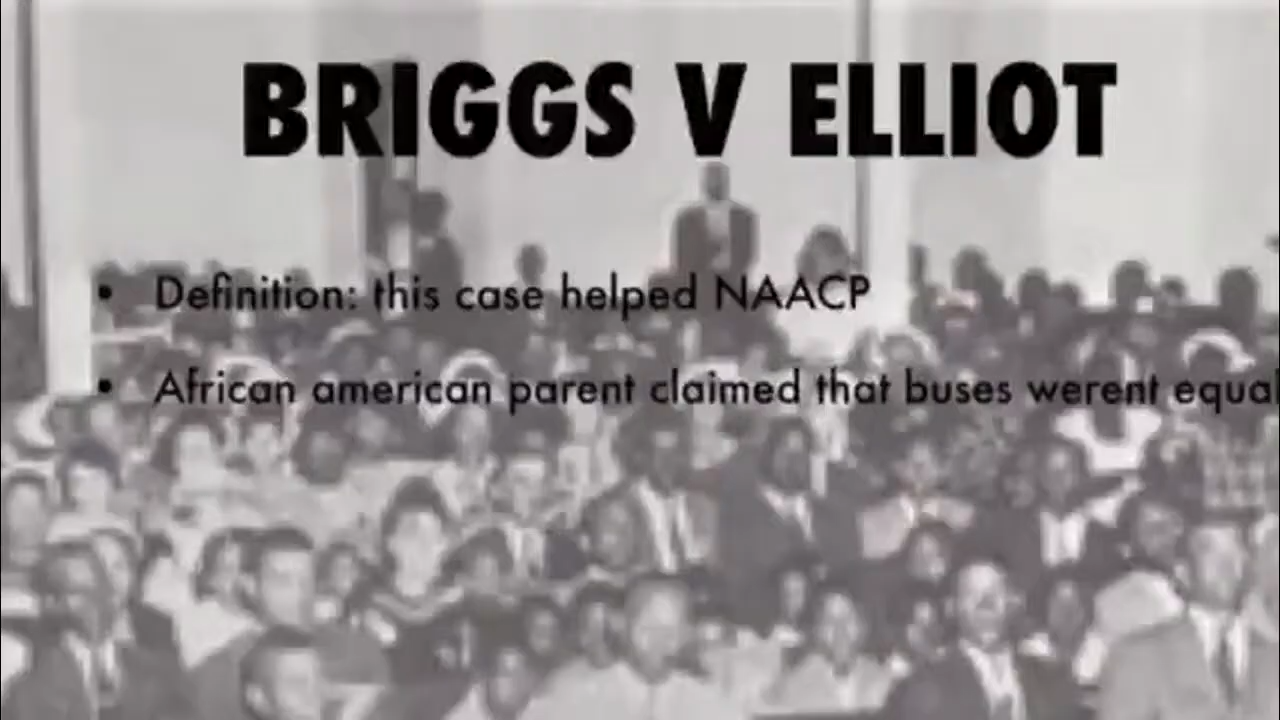 BRIGGS V ELLIOT
• Definition: this case helped NAACP
• African american parent claimed that buses werent equal